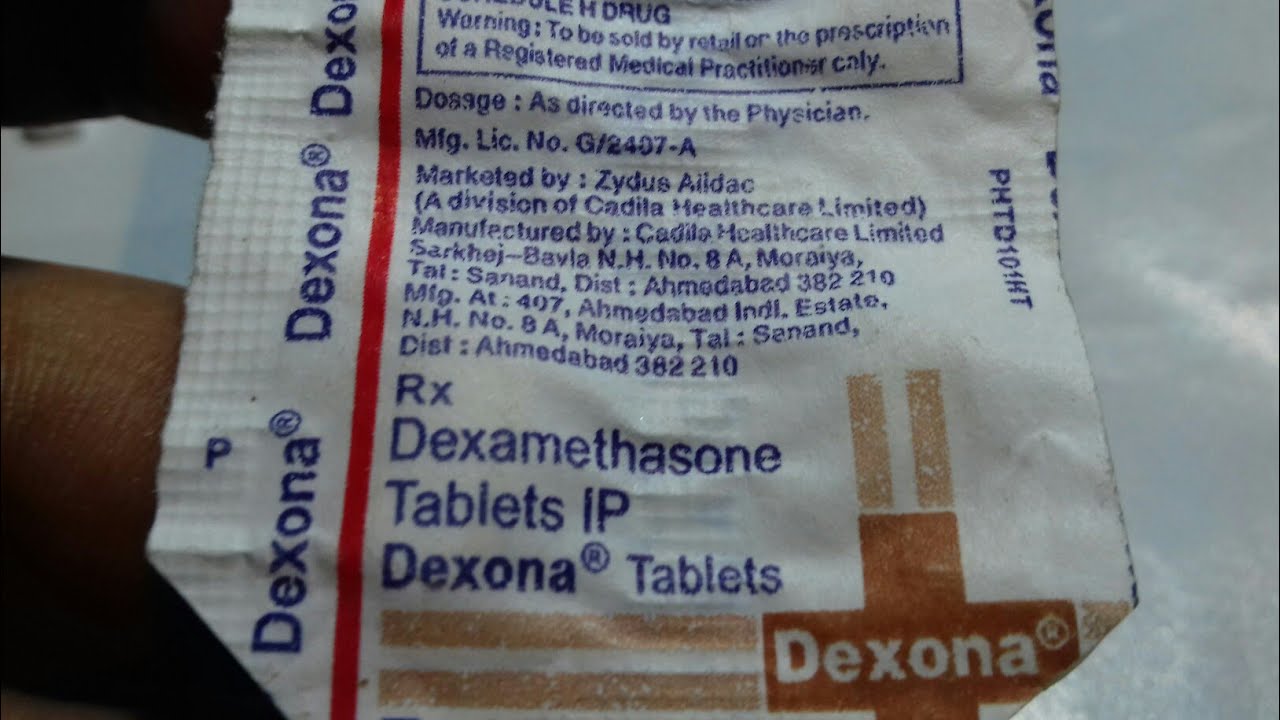 SCHEDULE H DRUG
Warning: To be sold by retail on the prescription
of a Registered Medical Practitioner only.
Dosage : As directed by the Physician.
Mfg. Lic. No. G/2407-A
Marketed by : Zydus Alidac
(A division of Cadila Healthcare Limited)
Manufactured by : Cadila Healthcare Limited
Sarkhej–Bavla N.H. No. 8 A, Moraiya,
Tal : Sanand, Dist : Ahmedabad 382 210
Mfg. At : 407, Ahmedabad Indl. Estate,
N.H. No. 8 A, Moraiya, Tal : Sanand,
Dist : Ahmedabad 382 210
Rx
Dexamethasone
Tablets IP
Dexona® Tablets
Dexona®
Dexona®
Dexona®
Dexo
P
PHTD101HT